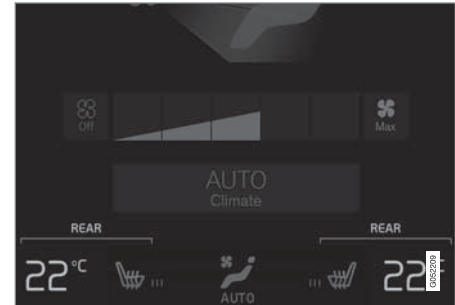 Off
Max
AUTO
Climate
REAR REAR
22°C 22°
AUTO
G052209